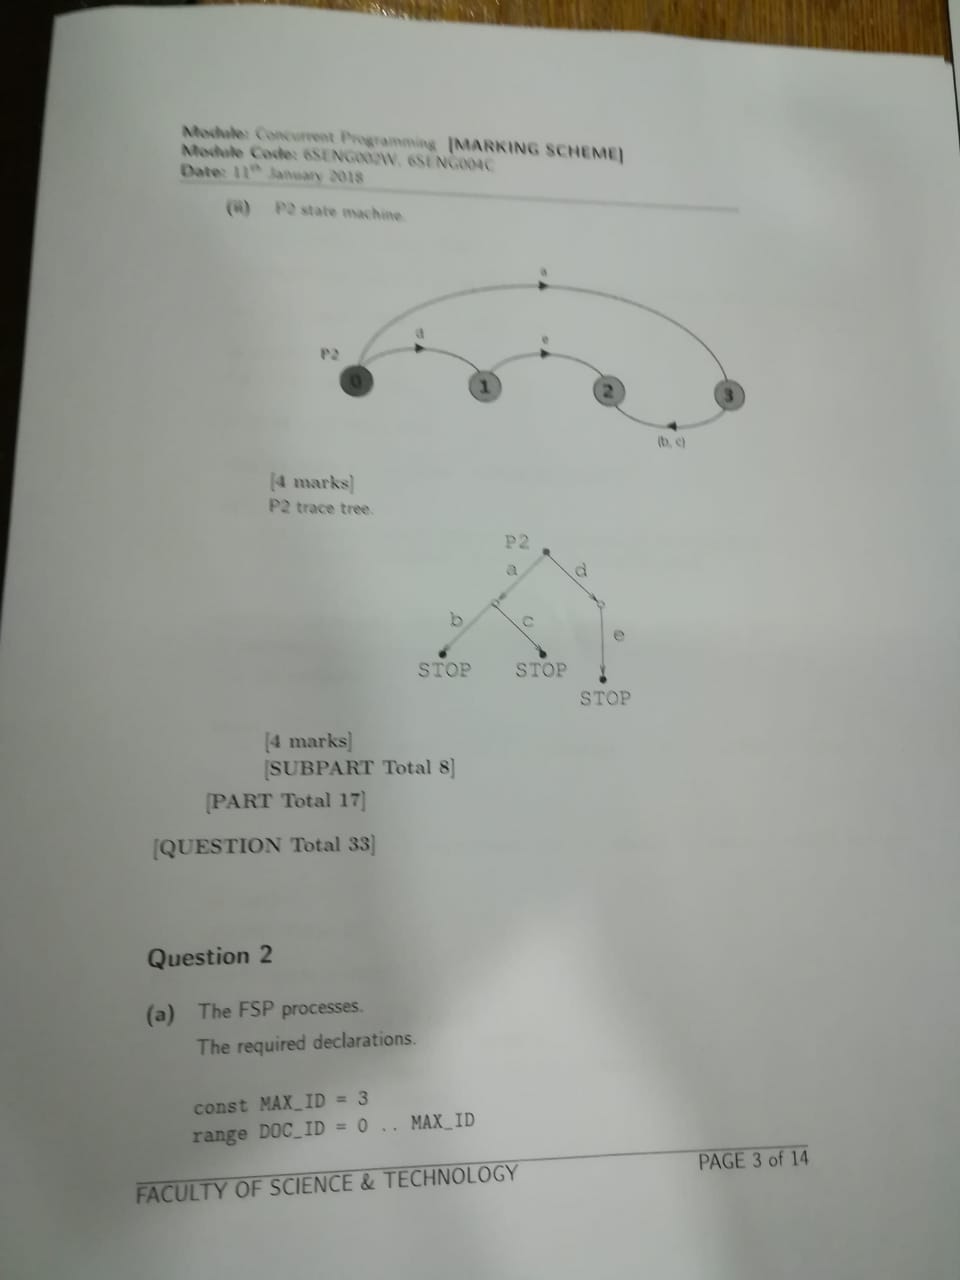 Module: Concurrent Programming [MARKING SCHEME]
Module Code: 6SENG002W, 6SENG004C
Date: 11th January 2018
(ii) P2 state machine.
a
d
e
P2
0
1
2
3
{b, c}
[4 marks]
P2 trace tree.
P2
a
d
b
c
e
STOP
STOP
STOP
[4 marks]
[SUBPART Total 8]
[PART Total 17]
[QUESTION Total 33]
Question 2
(a) The FSP processes.
The required declarations.
const MAX_ID = 3
range DOC_ID = 0 .. MAX_ID
FACULTY OF SCIENCE & TECHNOLOGY
PAGE 3 of 14